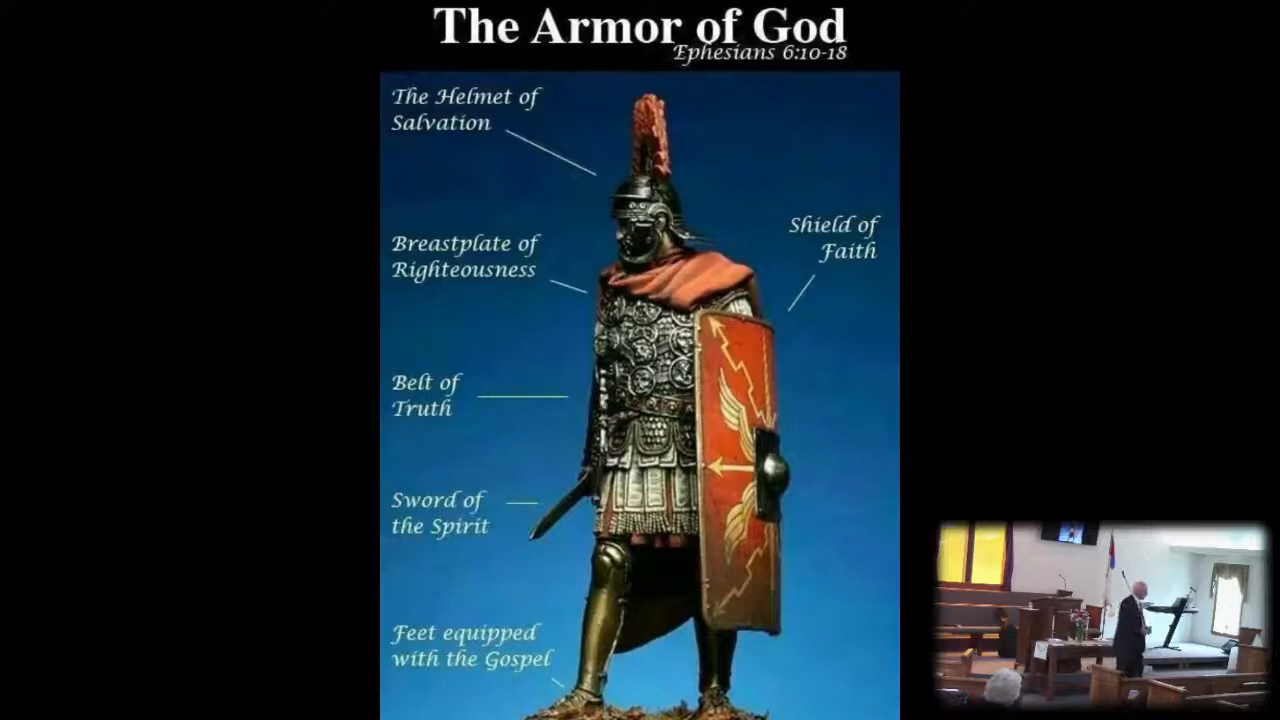 The Armor of God
Ephesians 6:10-18
The Helmet of
Salvation
Shield of
Faith
Breastplate of
Righteousness
Belt of
Truth
Sword of
the Spirit
Feet equipped
with the Gospel